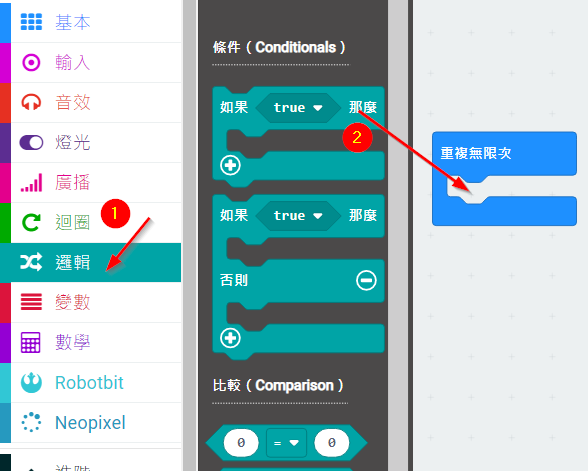 基本
輸入
音效
燈光
廣播
迴圈
1
邏輯
變數
數學
Robotbit
Neopixel
進階
條件（Conditionals）
如果 true 那麼
2
如果 true 那麼
否則
比較（Comparison）
0 = 0
重複無限次